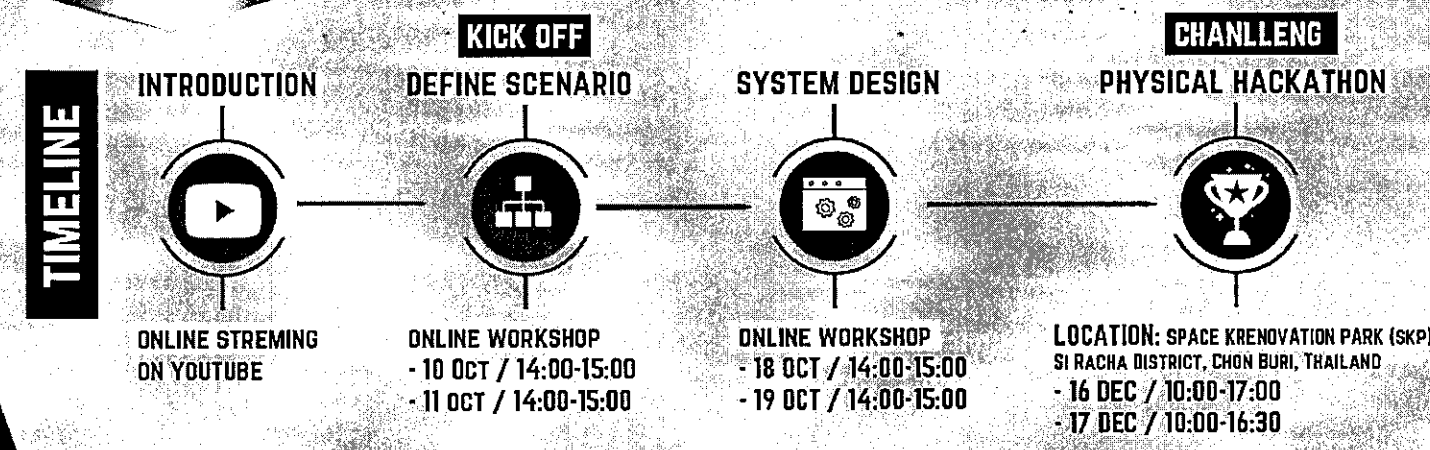 TIMELINE
INTRODUCTION
ONLINE STREMING
ON YOUTUBE
KICK OFF
DEFINE SCENARIO
ONLINE WORKSHOP
- 10 OCT / 14:00-15:00
- 11 OCT / 14:00-15:00
SYSTEM DESIGN
ONLINE WORKSHOP
- 18 OCT / 14:00-15:00
- 19 OCT / 14:00-15:00
CHANLLENG
PHYSICAL HACKATHON
LOCATION: SPACE KRENOVATION PARK (SKP)
SI RACHA DISTRICT, CHON BURI, THAILAND
- 16 DEC / 10:00-17:00
- 17 DEC / 10:00-16:30